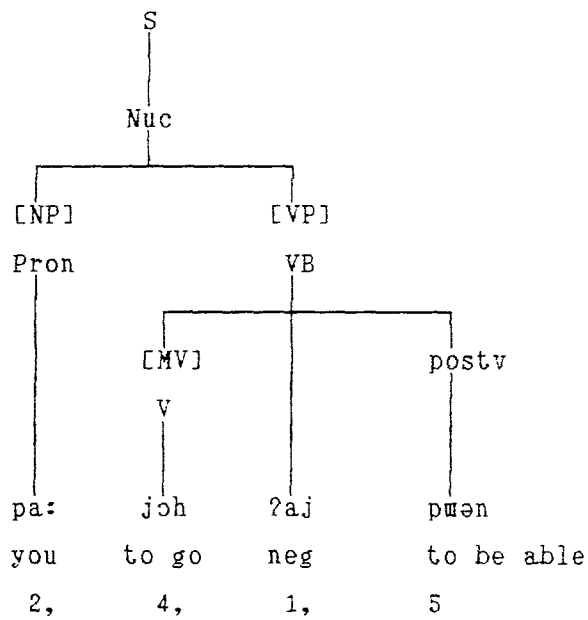 S
Nuc
[NP] [VP]
Pron VB
[MV] postv
V
pa: jɔh ʔaj pɯən
you to go neg to be able
2, 4, 1, 5